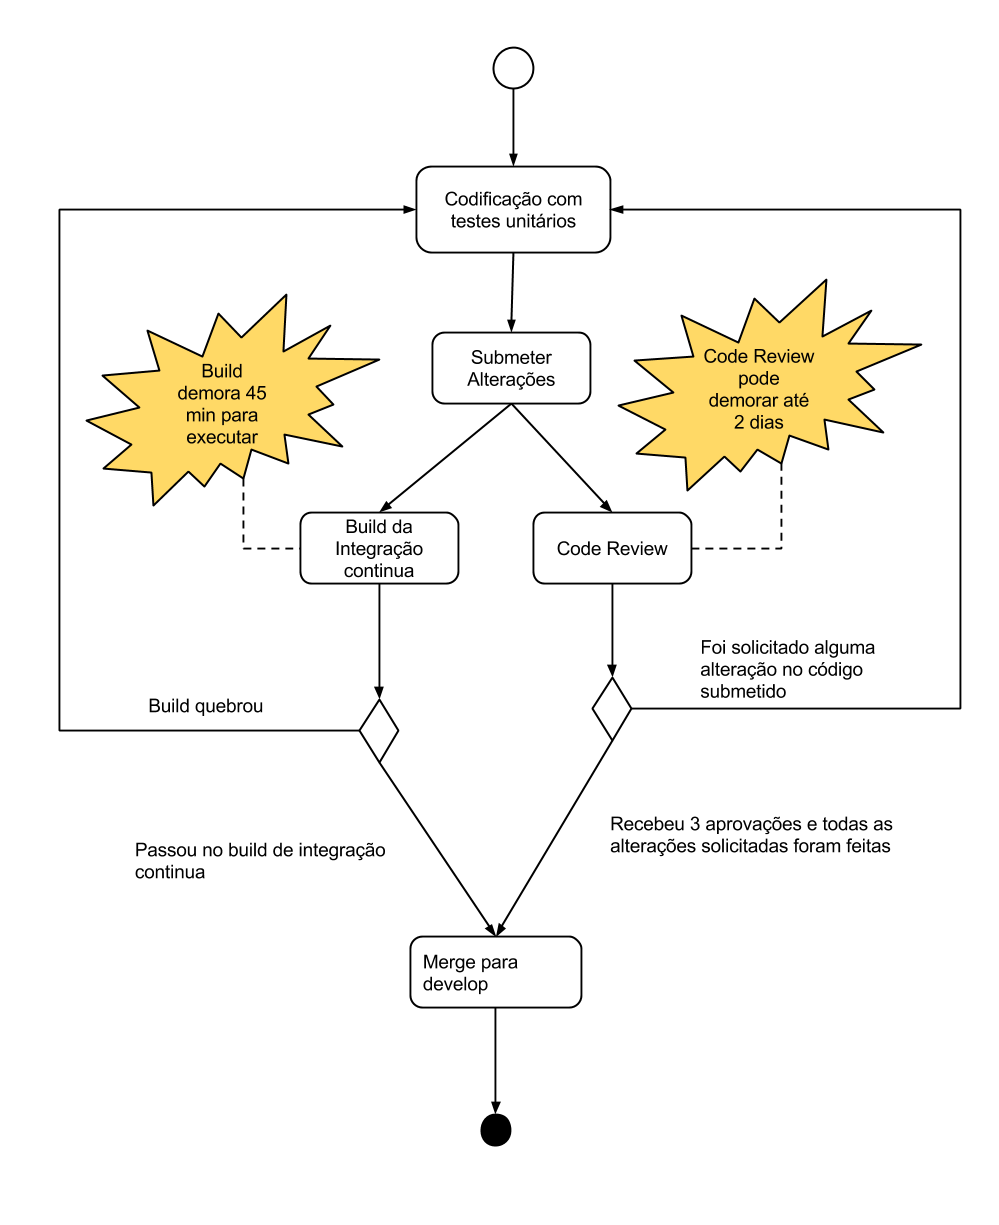 Codificação com
testes unitários
Submeter
Alterações
Build
demora 45
min para
executar
Code Review
pode
demorar até
2 dias
Build da
Integração
continua
Code Review
Foi solicitado alguma
alteração no código
submetido
Build quebrou
Recebeu 3 aprovações e todas as
alterações solicitadas foram feitas
Passou no build de integração
continua
Merge para
develop